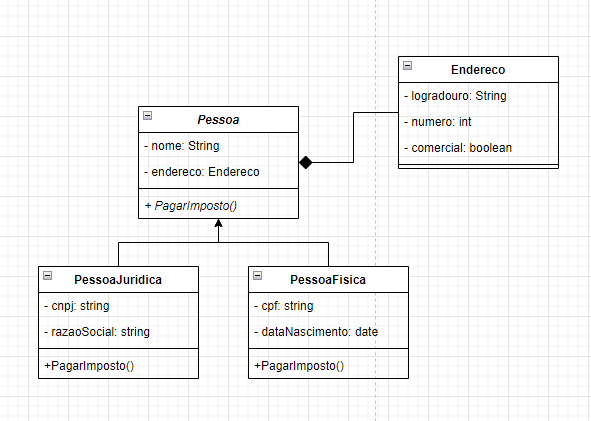 Endereco
- logradouro: String
- numero: int
- comercial: boolean
Pessoa
- nome: String
- endereco: Endereco
+ PagarImposto()
PessoaJuridica
- cnpj: string
- razaoSocial: string
+PagarImposto()
PessoaFisica
- cpf: string
- dataNascimento: date
+PagarImposto()